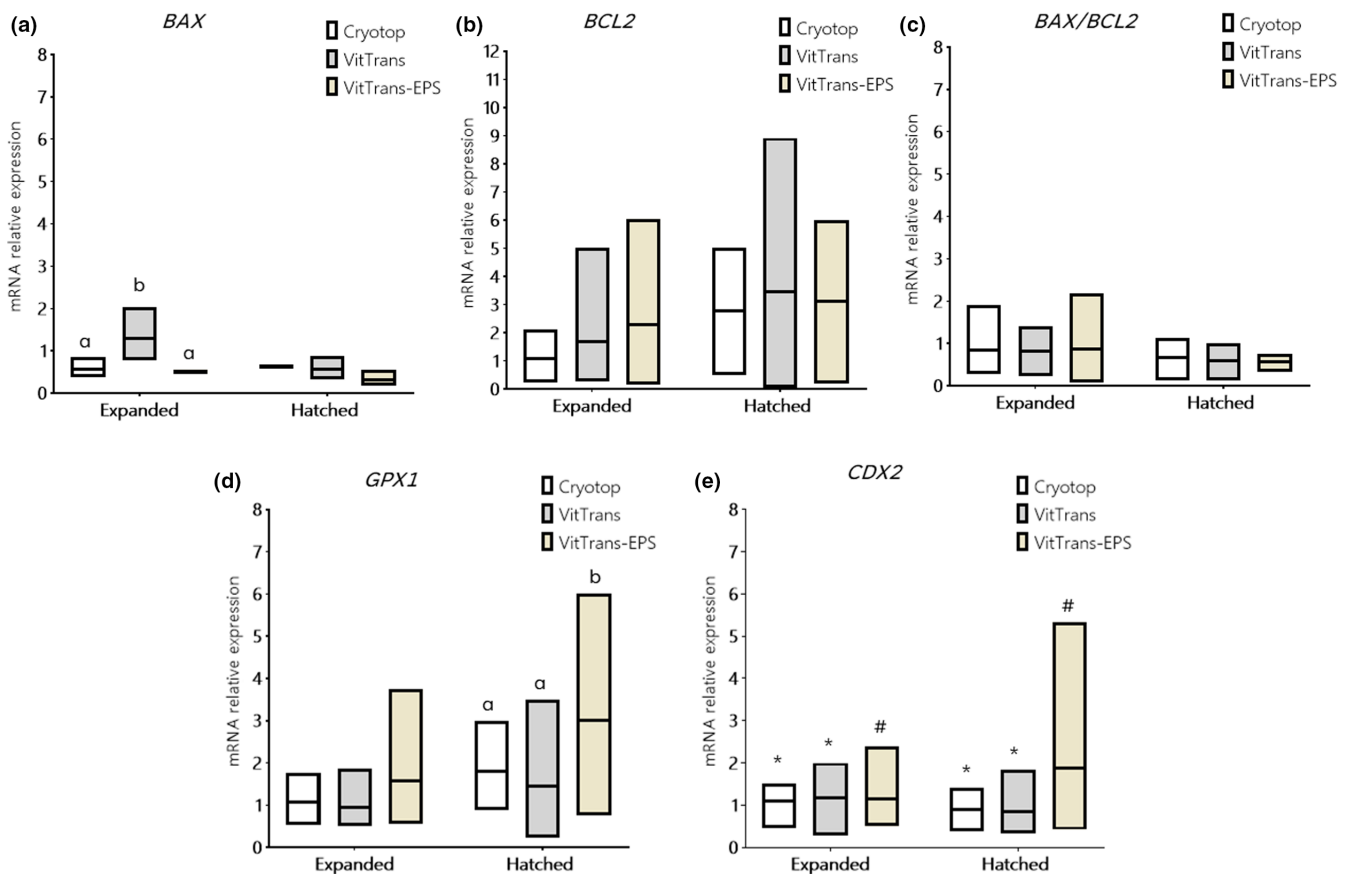 (a)
BAX
Cryotop
VitTrans
VitTrans-EPS
mRNA relative expression
8
7
6
5
4
3
2
1
0
a
b
a
Expanded
Hatched
(b)
BCL2
Cryotop
VitTrans
VitTrans-EPS
mRNA relative expression
12
11
10
9
8
7
6
5
4
3
2
1
0
Expanded
Hatched
(c)
BAX/BCL2
Cryotop
VitTrans
VitTrans-EPS
mRNA relative expression
8
7
6
5
4
3
2
1
0
Expanded
Hatched
(d)
GPX1
Cryotop
VitTrans
VitTrans-EPS
mRNA relative expression
8
7
6
5
4
3
2
1
0
a
a
b
Expanded
Hatched
(e)
CDX2
Cryotop
VitTrans
VitTrans-EPS
mRNA relative expression
8
7
6
5
4
3
2
1
0
*
*
#
*
*
#
Expanded
Hatched